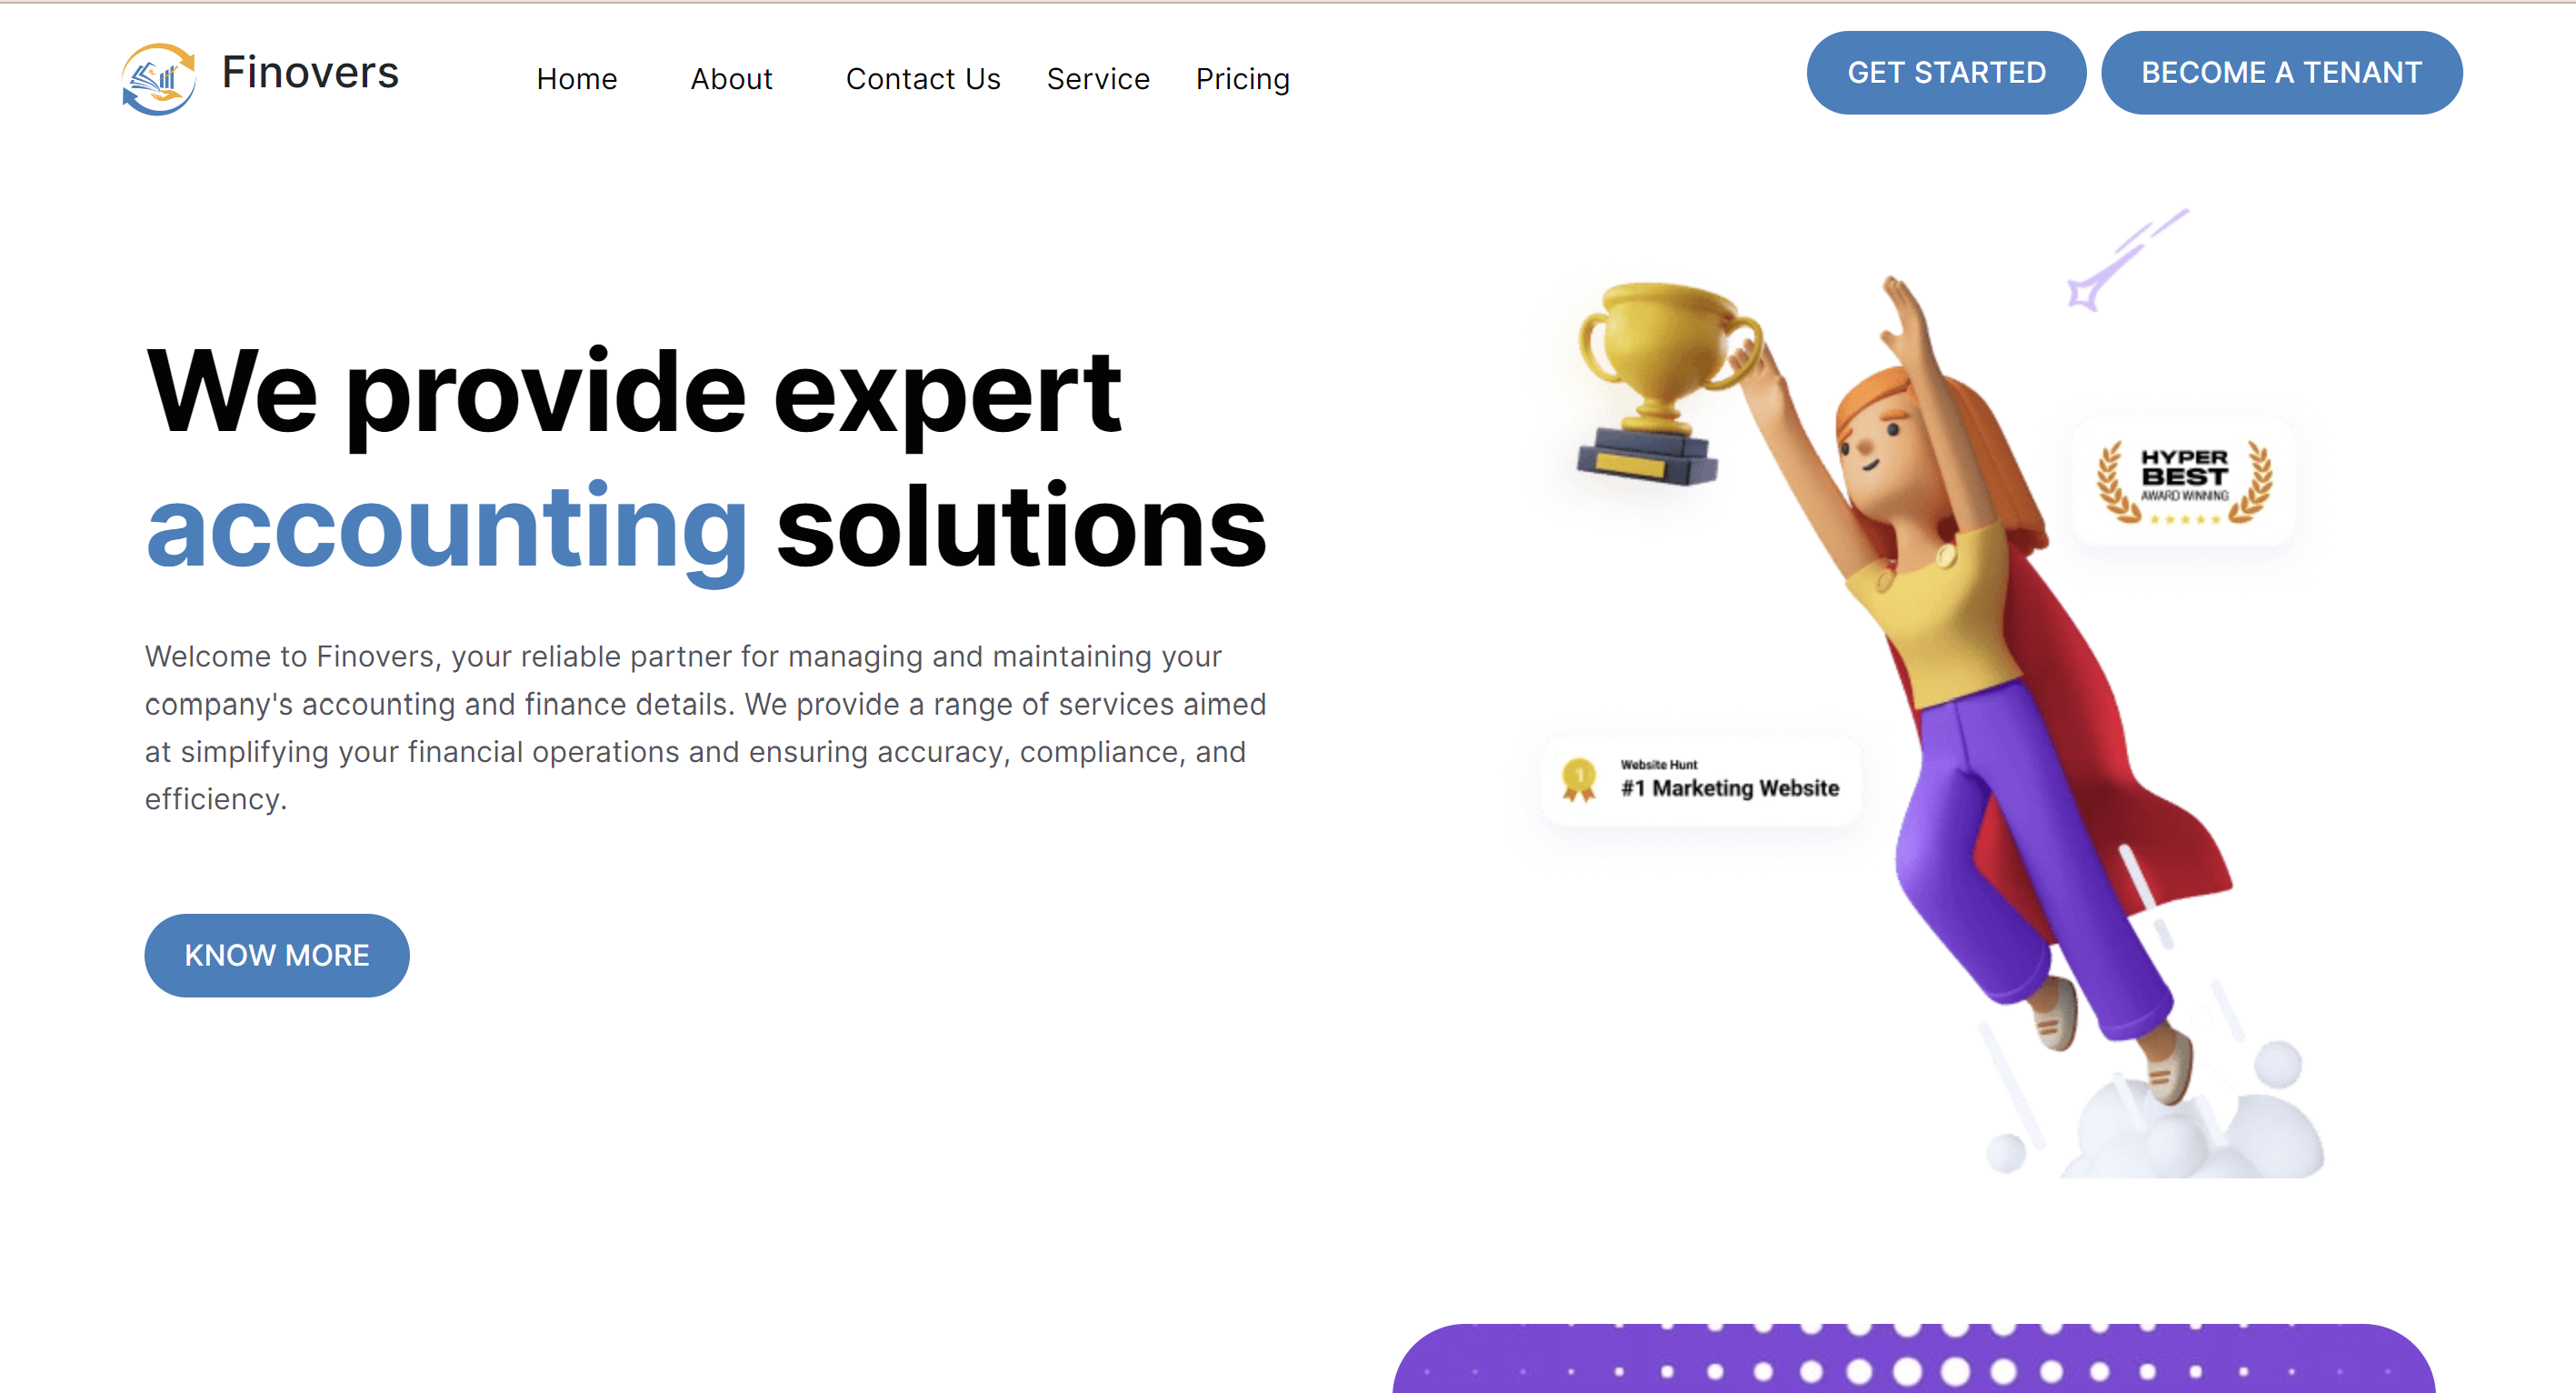 Finovers
Home About Contact Us Service Pricing
GET STARTED BECOME A TENANT
We provide expert
accounting solutions
Welcome to Finovers, your reliable partner for managing and maintaining your
company's accounting and finance details. We provide a range of services aimed
at simplifying your financial operations and ensuring accuracy, compliance, and
efficiency.
KNOW MORE
HYPER
BEST
AWARD WINNING
1
Website Hunt
#1 Marketing Website